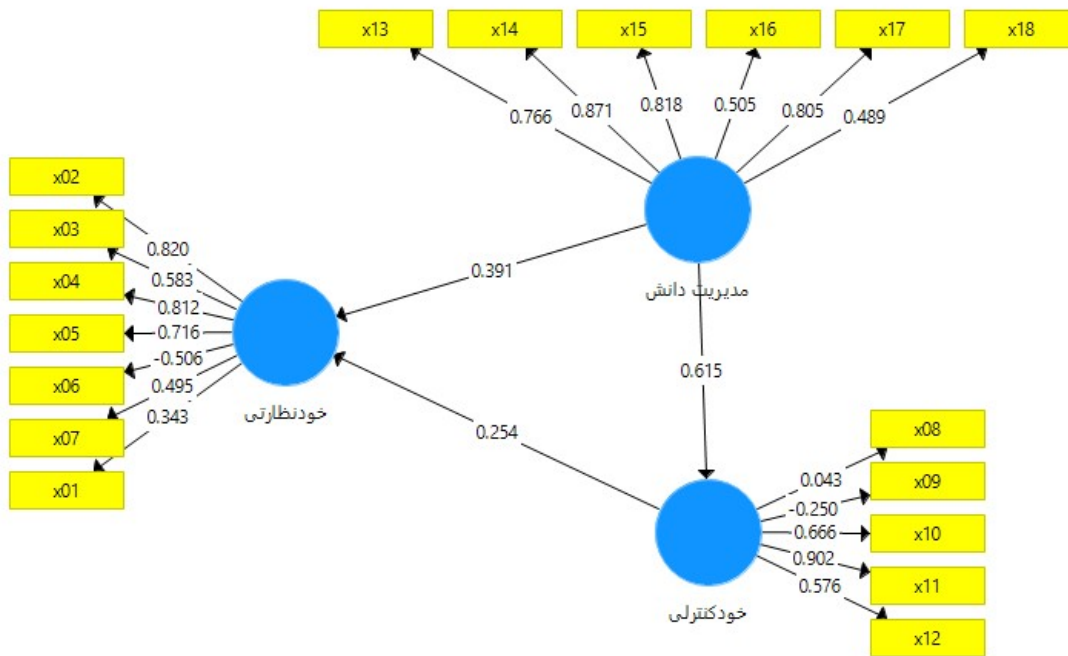 x13
x14
x15
x16
x17
x18
0.766
0.871
0.818
0.505
0.805
0.489
مدیریت دانش
x02
x03
x04
x05
x06
x07
x01
0.820
0.583
0.812
0.716
-0.506
0.495
0.343
خودنظارتی
0.391
0.615
0.254
x08
x09
x10
x11
x12
0.043
-0.250
0.666
0.902
0.576
خودکنترلی